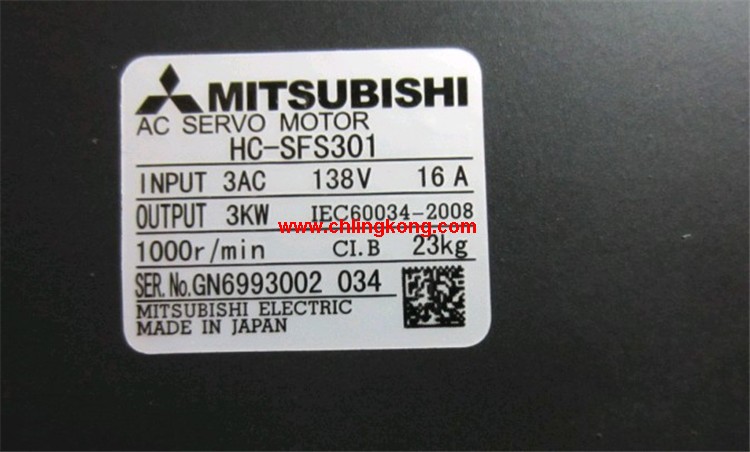 MITSUBISHI
AC SERVO MOTOR
HC-SFS301
INPUT 3AC 138V 16 A
OUTPUT 3KW IEC60034-2008
www.chlingkong.com
1000r/min CI.B 23kg
SER.No.GN6993002 034
MITSUBISHI ELECTRIC
MADE IN JAPAN